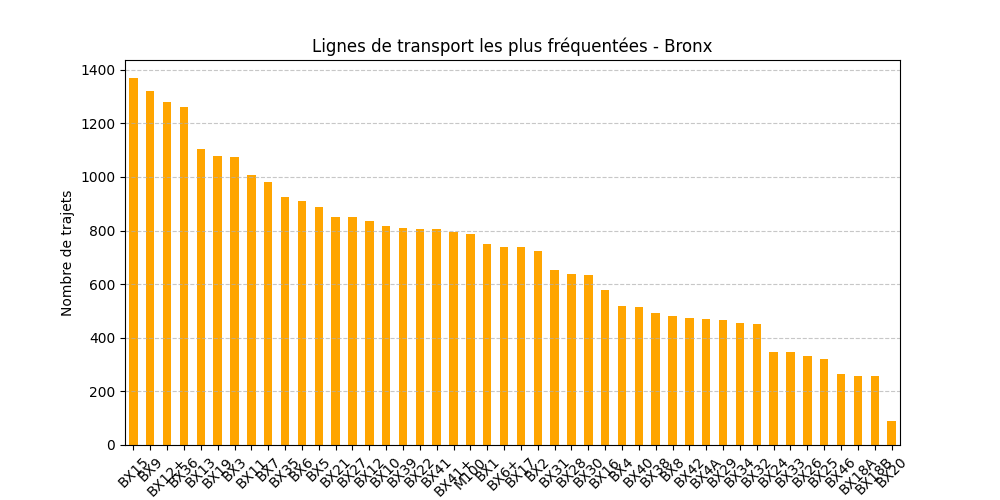 Lignes de transport les plus fréquentées - Bronx
Nombre de trajets
1400
1200
1000
800
600
400
200
0
BX15
BX9
BX12+
BX36
BX13
BX19
BX3
BX11
BX7
BX35
BX6
BX5
BX21
BX27
BX12
BX10
BX39
BX22
BX41
BX41+
M100
BX1
BX6+
BX17
BX2
BX31
BX28
BX30
BX16
BX4
BX40
BX38
BX8
BX42
BX4A
BX29
BX34
BX32
BX24
BX33
BX26
BX25
BX46
BX18A
BX18B
BX20